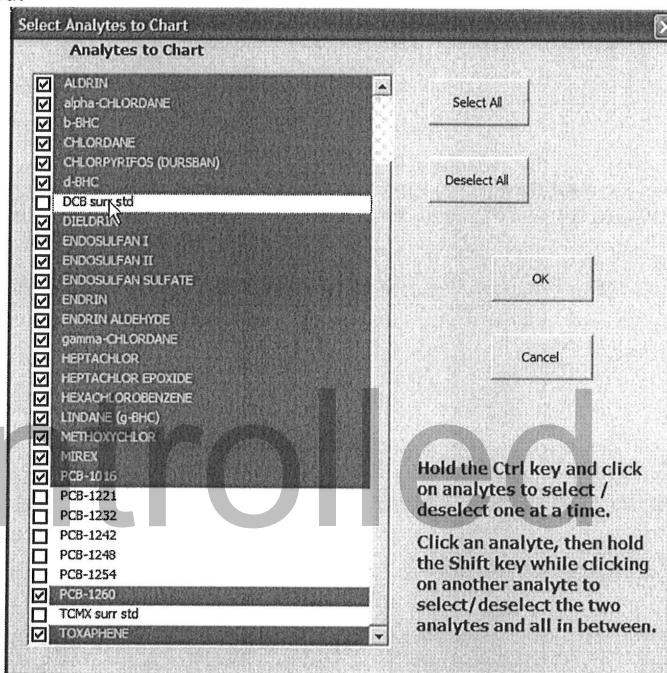 Select Analytes to Chart
Analytes to Chart
ALDRIN
alpha-CHLORDANE
b-BHC
CHLORDANE
CHLORPYRIFOS (DURSBAN)
d-BHC
DCB surr std
DIELDRIN
ENDOSULFAN I
ENDOSULFAN II
ENDOSULFAN SULFATE
ENDRIN
ENDRIN ALDEHYDE
gamma-CHLORDANE
HEPTACHLOR
HEPTACHLOR EPOXIDE
HEXACHLOROBENZENE
LINDANE (g-BHC)
METHOXYCHLOR
MIREX
PCB-1016
PCB-1221
PCB-1232
PCB-1242
PCB-1248
PCB-1254
PCB-1260
TCMX surr std
TOXAPHENE
Select All
Deselect All
OK
Cancel
Hold the Ctrl key and click
on analytes to select /
deselect one at a time.
Click an analyte, then hold
the Shift key while clicking
on another analyte to
select/deselect the two
analytes and all in between.
ntrolled